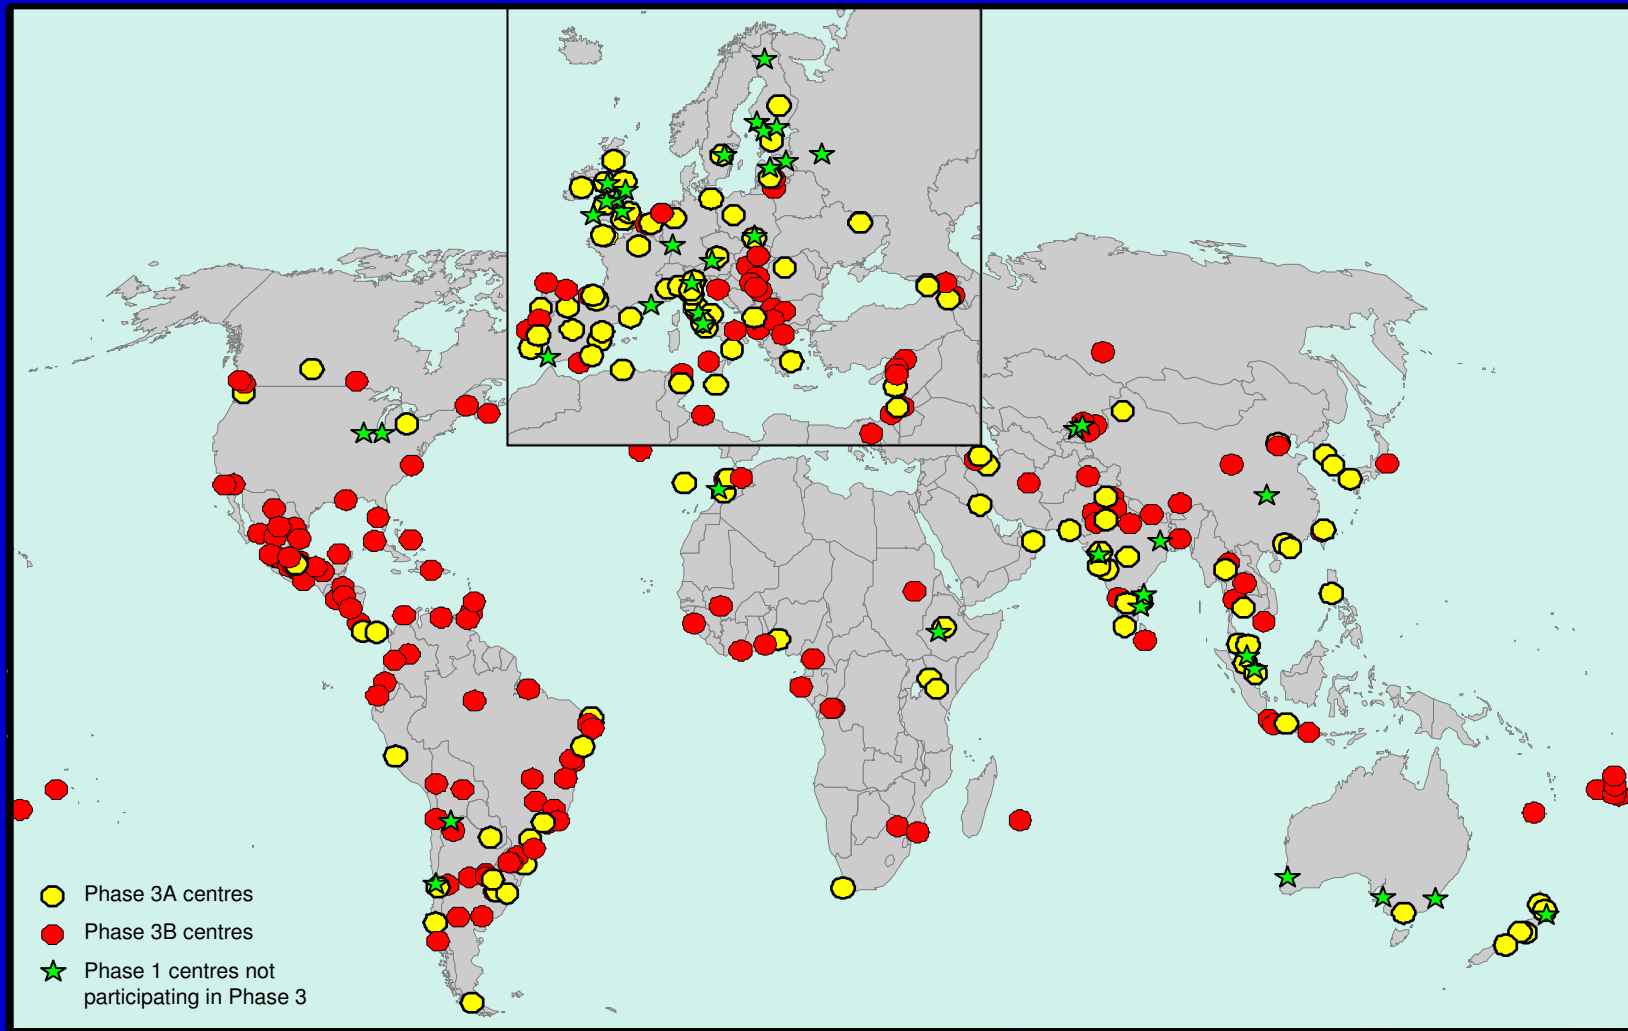 Phase 3A centres
Phase 3B centres
Phase 1 centres not
participating in Phase 3